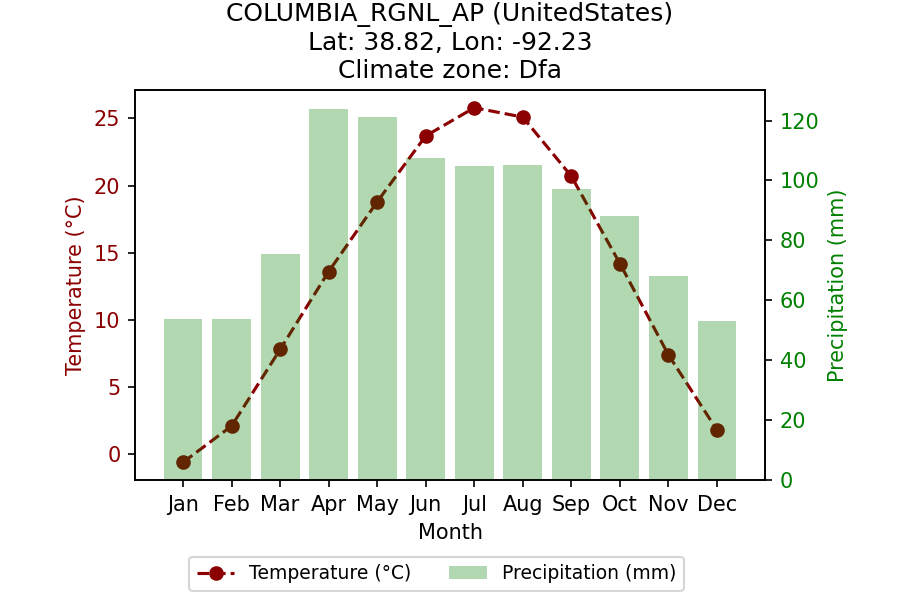 COLUMBIA_RGNL_AP (UnitedStates)
Lat: 38.82, Lon: -92.23
Climate zone: Dfa
Temperature (°C)
25
20
15
10
5
0
Precipitation (mm)
120
100
80
60
40
20
0
Jan Feb Mar Apr May Jun Jul Aug Sep Oct Nov Dec
Month
Temperature (°C) Precipitation (mm)